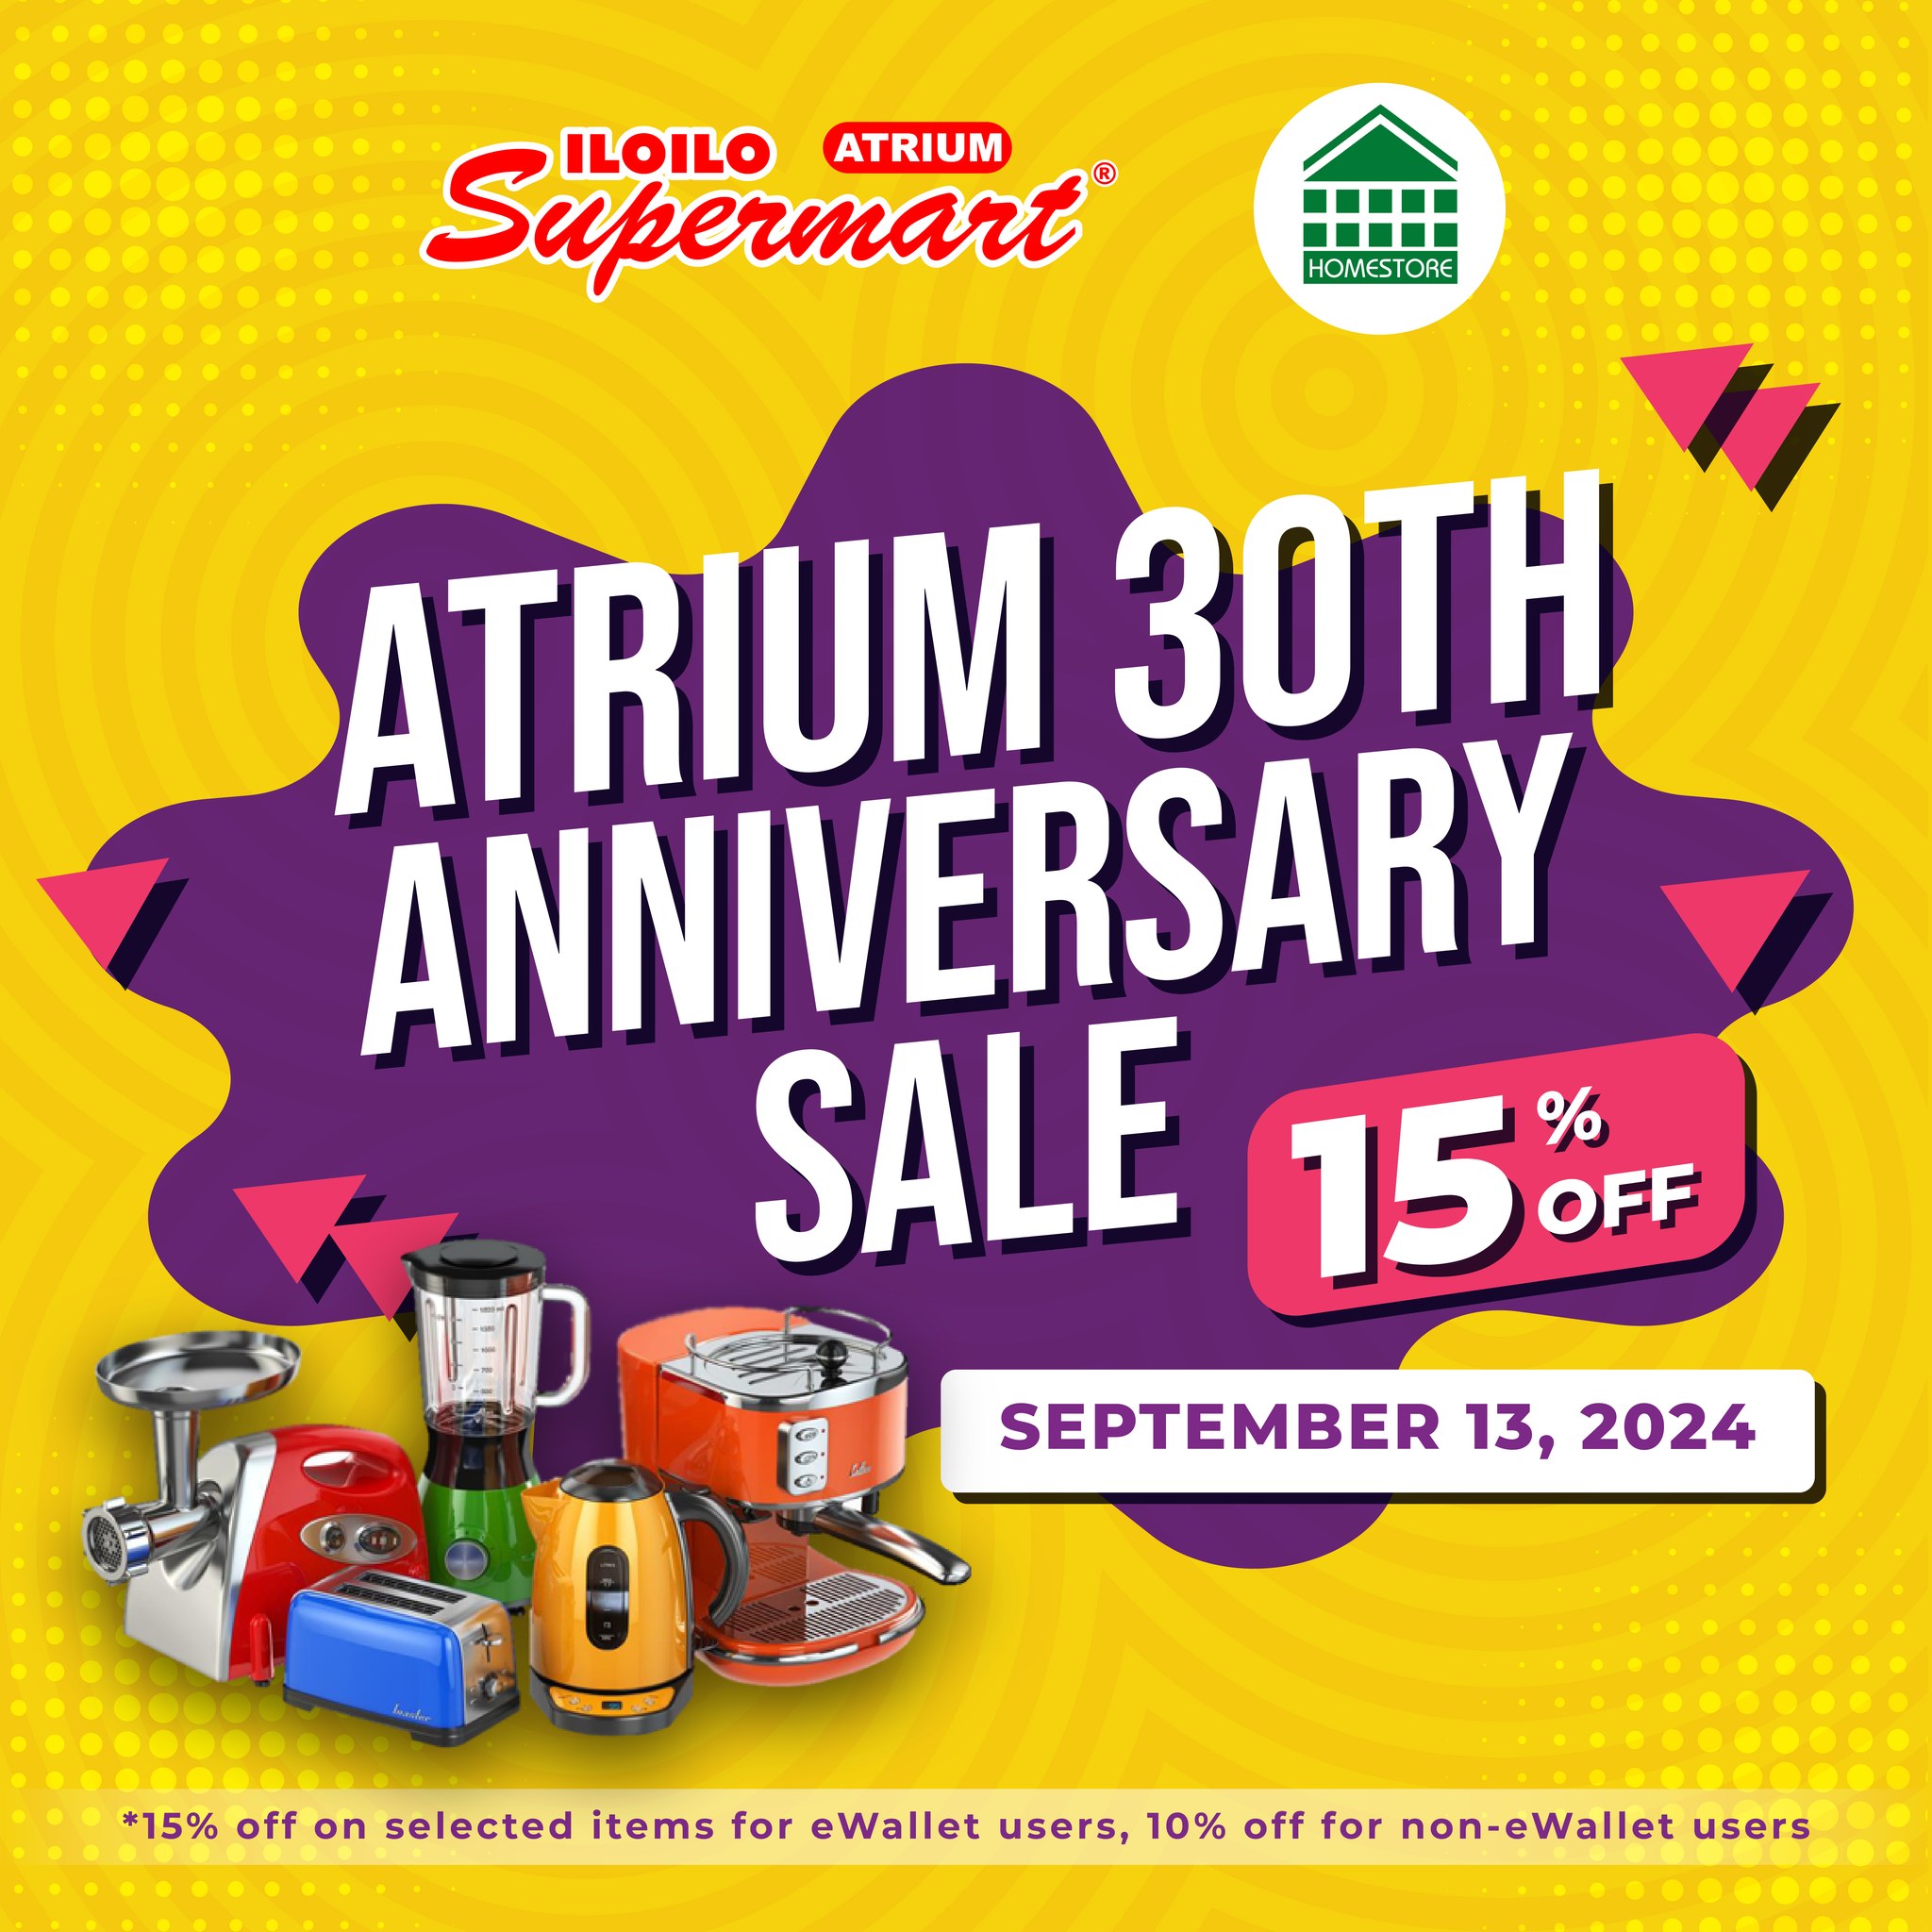 ILOILO ATRIUM
Supermart®
HOMESTORE
ATRIUM 30TH
ANNIVERSARY
SALE
15% OFF
SEPTEMBER 13, 2024
toaster
*15% off on selected items for eWallet users, 10% off for non-eWallet users